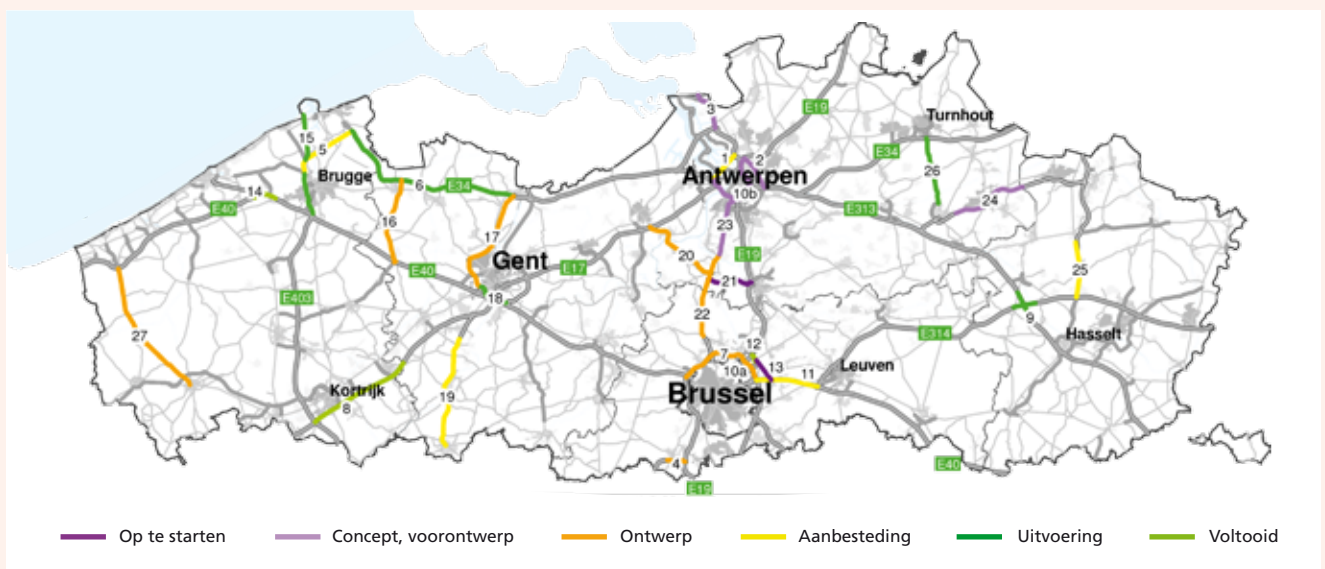 3
E19
Turnhout
15
5
1
2
E34
Brugge
Antwerpen
26
6
E34
14
10b
24
E40
16
E313
23
17
Gent
20
E19
E40
E17
25
21
E403
18
9
22
27
12
E314
Hasselt
7
13
10a
11
Leuven
Kortrijk
Brussel
8
19
4
E40
E19
Op te starten
Concept, voorontwerp
Ontwerp
Aanbesteding
Uitvoering
Voltooid